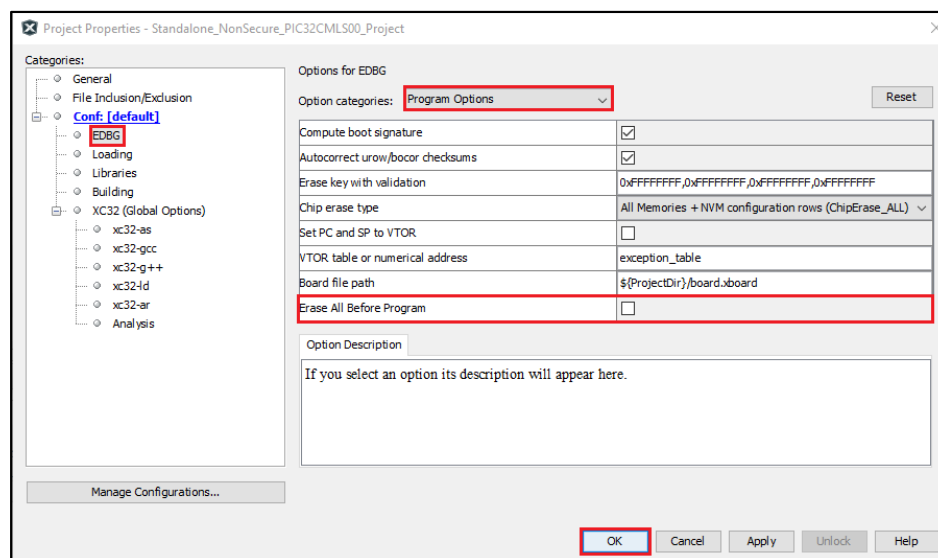 Project Properties - Standalone_NonSecure_PIC32CMLS00_Project
Categories:
General
File Inclusion/Exclusion
Conf: [default]
EDBG
Loading
Libraries
Building
XC32 (Global Options)
xc32-as
xc32-gcc
xc32-g++
xc32-ld
xc32-ar
Analysis
Manage Configurations...
Options for EDBG
Option categories: Program Options Reset
Compute boot signature
Autocorrect urow/bocor checksums
Erase key with validation 0xFFFFFFFF,0xFFFFFFFF,0xFFFFFFFF,0xFFFFFFFF
Chip erase type All Memories + NVM configuration rows (ChipErase_ALL)
Set PC and SP to VTOR
VTOR table or numerical address exception_table
Board file path ${ProjectDir}/board.xboard
Erase All Before Program
Option Description
If you select an option its description will appear here.
OK Cancel Apply Unlock Help